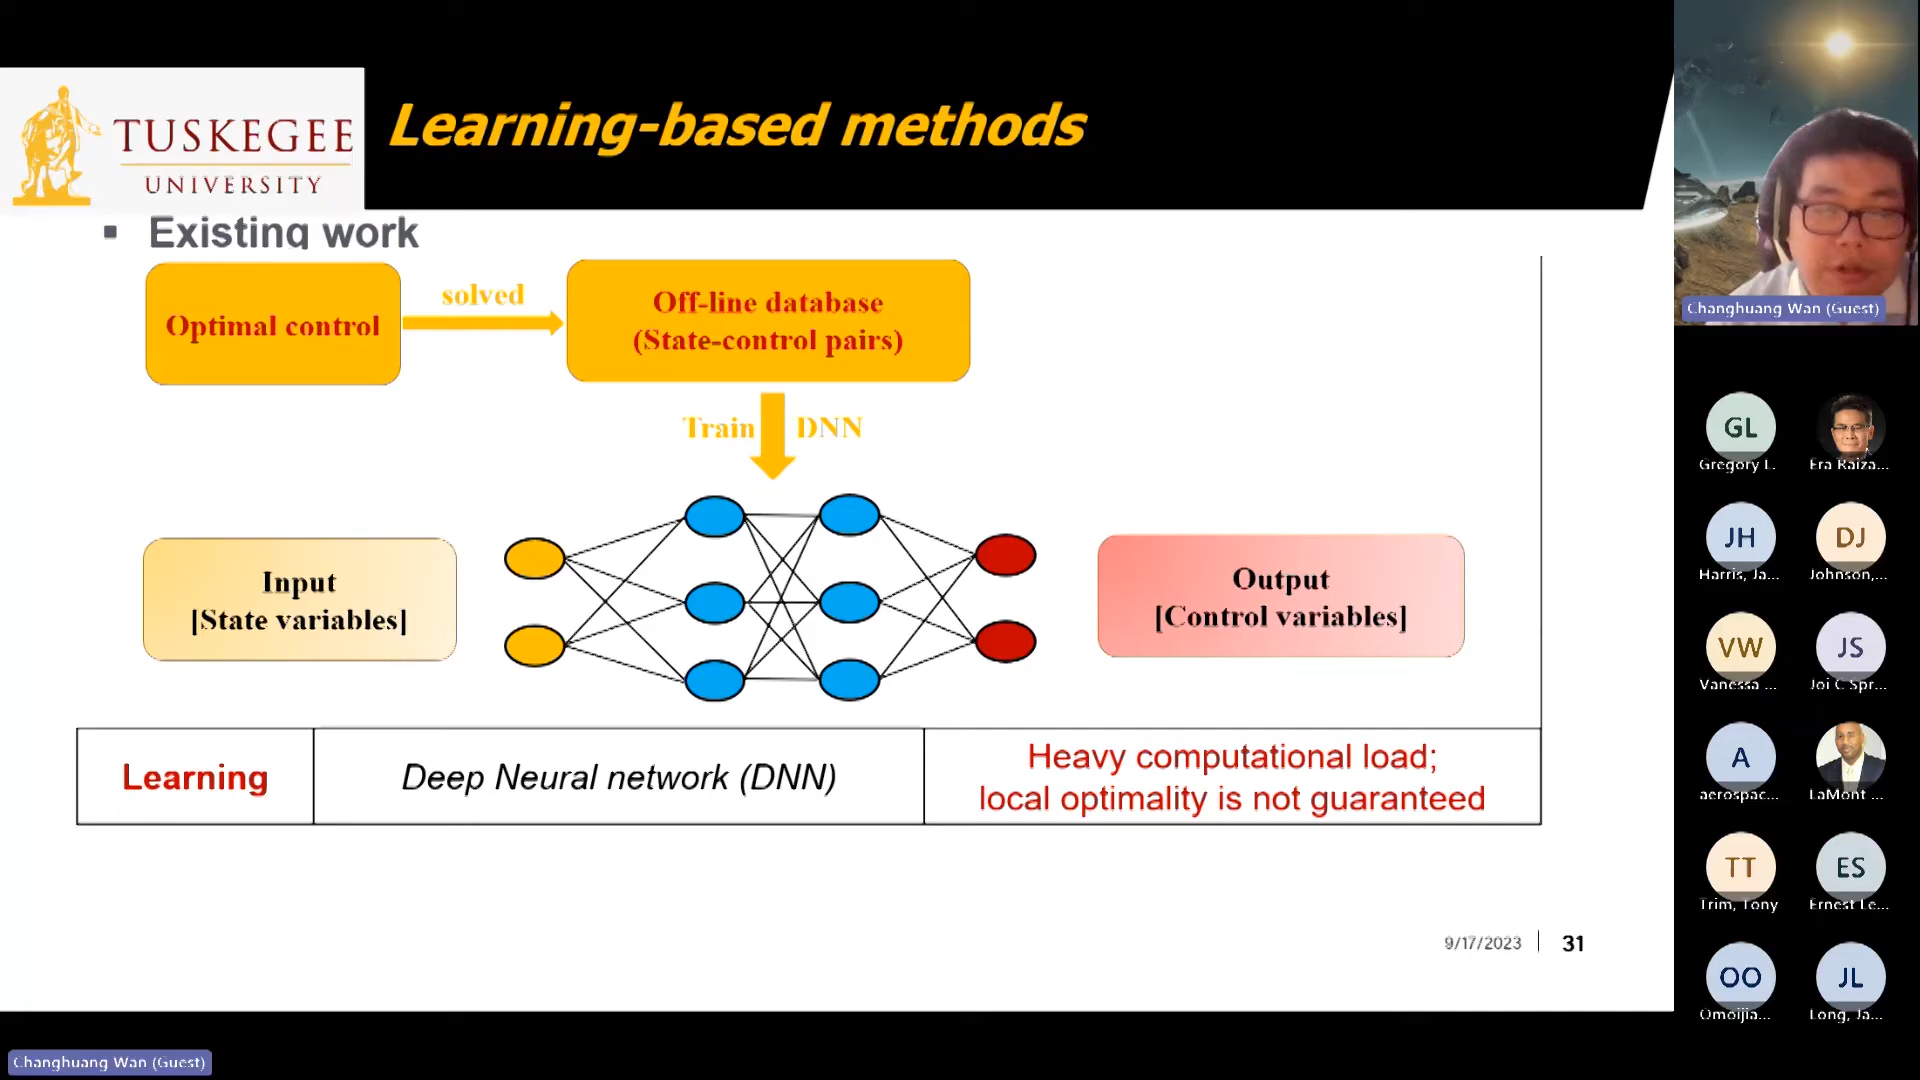 TUSKEGEE
UNIVERSITY
Learning-based methods
▪ Existing work
Optimal control
solved
Off-line database
(State-control pairs)
Train DNN
Input
[State variables]
Output
[Control variables]
Learning
Deep Neural network (DNN)
Heavy computational load;
local optimality is not guaranteed
9/17/2023
31
Changhuang Wan (Guest)
GL
Gregory L.
Era Raiza...
JH
Harris, Ja...
DJ
Johnson,...
VW
Vanessa ...
JS
Joi C Spr...
A
aerospac...
LaMont ...
TT
Trim, Tony
ES
Ernest Le...
OO
Omoijia...
JL
Long, Ja...
Changhuang Wan (Guest)